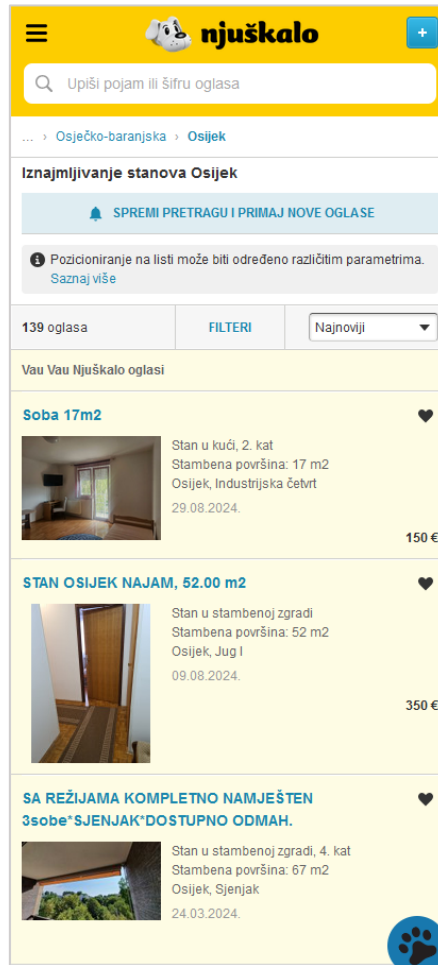 njuškalo
+
Upiši pojam ili šifru oglasa
... › Osječko-baranjska › Osijek
Iznajmljivanje stanova Osijek
SPREMI PRETRAGU I PRIMAJ NOVE OGLASE
Pozicioniranje na listi može biti određeno različitim parametrima.
Saznaj više
139 oglasa
FILTERI
Najnoviji
Vau Vau Njuškalo oglasi
Soba 17m2
Stan u kući, 2. kat
Stambena površina: 17 m2
Osijek, Industrijska četvrt
29.08.2024.
150 €
STAN OSIJEK NAJAM, 52.00 m2
Stan u stambenoj zgradi
Stambena površina: 52 m2
Osijek, Jug I
09.08.2024.
350 €
SA REŽIJAMA KOMPLETNO NAMJEŠTEN
3sobe*SJENJAK*DOSTUPNO ODMAH.
Stan u stambenoj zgradi, 4. kat
Stambena površina: 67 m2
Osijek, Sjenjak
24.03.2024.